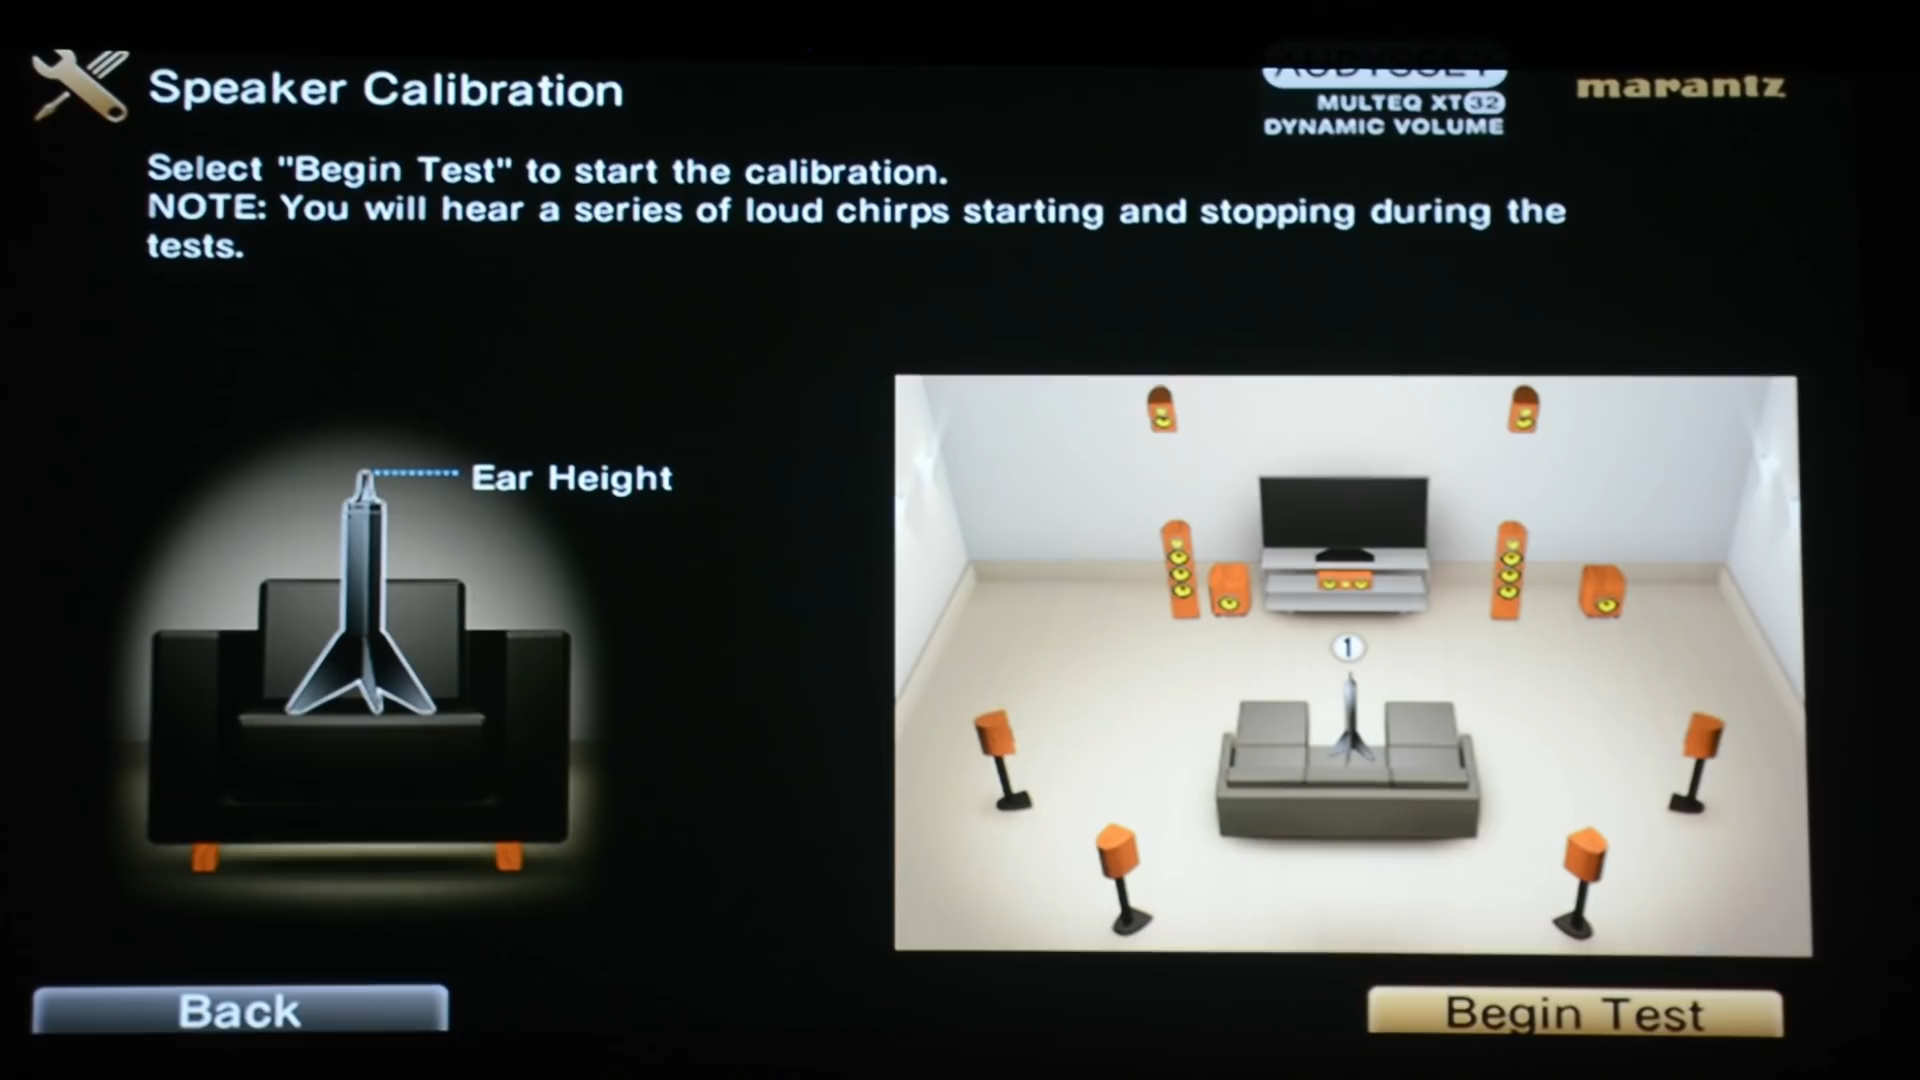 Speaker Calibration
AUDYSSEY
MULTEQ XT32
DYNAMIC VOLUME
marantz
Select "Begin Test" to start the calibration.
NOTE: You will hear a series of loud chirps starting and stopping during the
tests.
Ear Height
1
Back
Begin Test